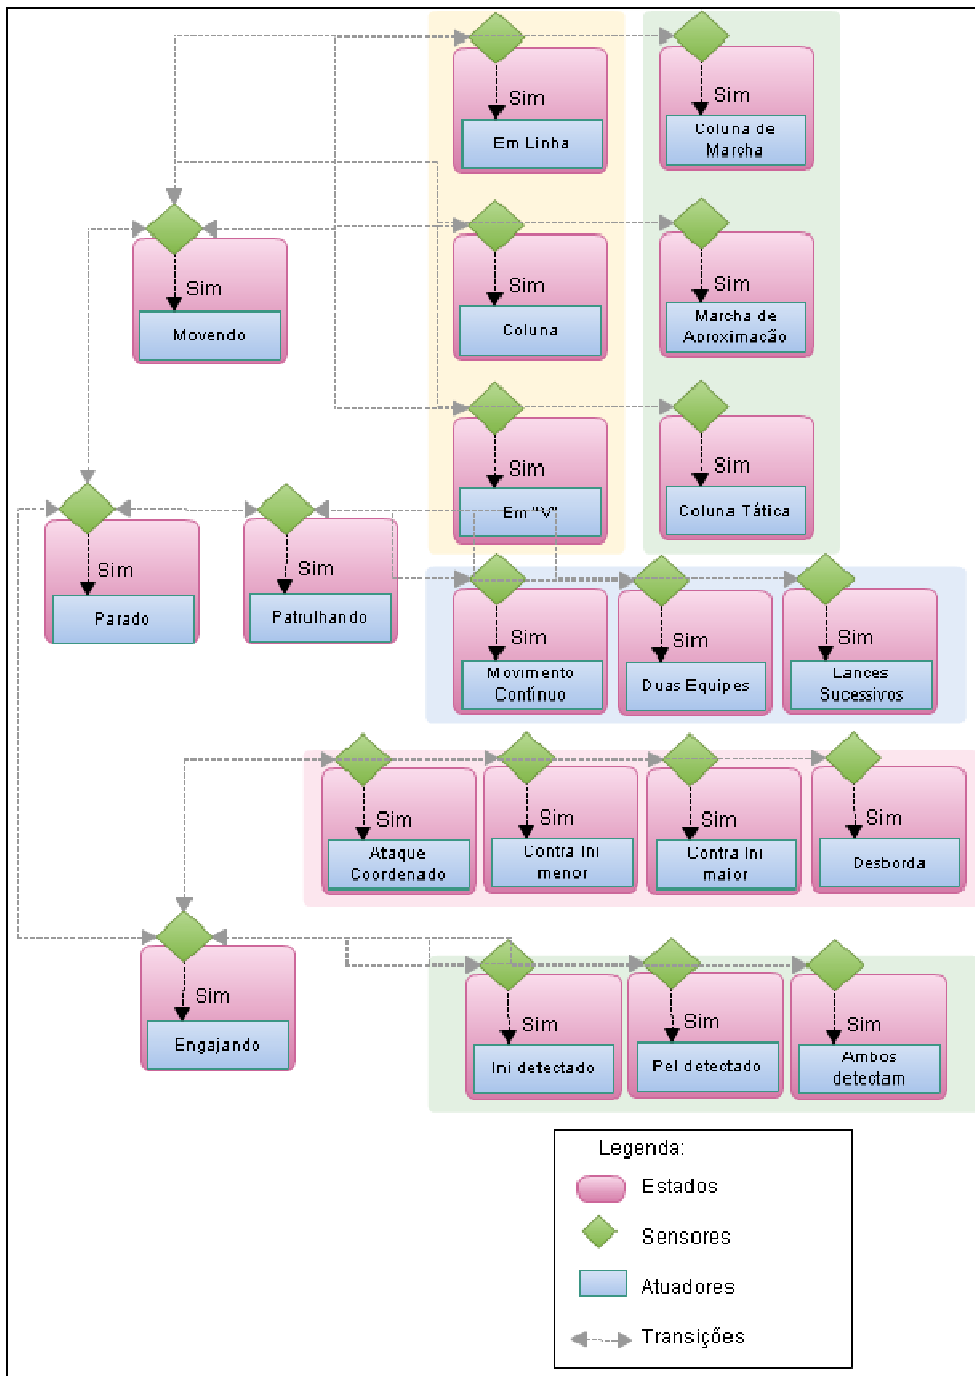 Sim
Em Linha
Sim
Coluna de
Marcha
Sim
Movendo
Sim
Coluna
Sim
Marcha de
Aproximação
Sim
Em "V"
Sim
Coluna Tática
Sim
Parado
Sim
Patrulhando
Sim
Movimento
Contínuo
Sim
Duas Equipes
Sim
Lances
Sucessivos
Sim
Ataque
Coordenado
Sim
Contra Ini
menor
Sim
Contra Ini
maior
Sim
Desborda
Sim
Engajando
Sim
Ini detectado
Sim
Pel detectado
Sim
Ambos
detectam
Legenda:
Estados
Sensores
Atuadores
Transições